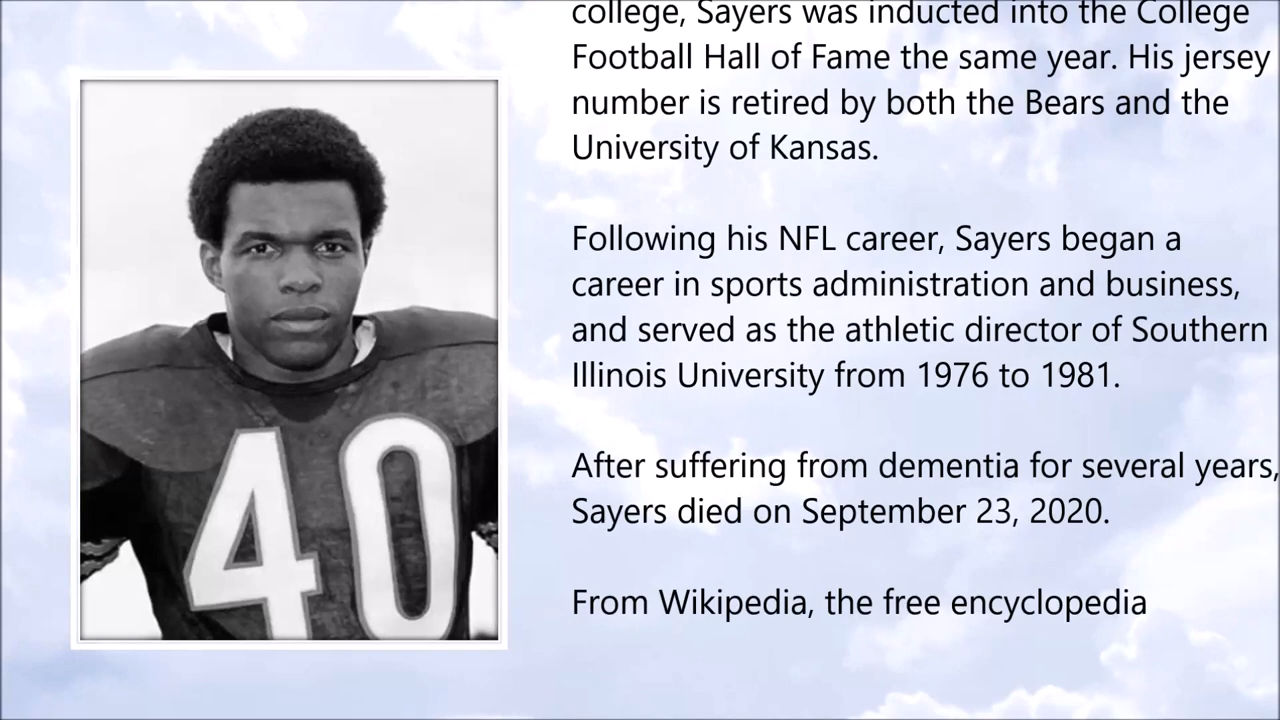 college, Sayers was inducted into the College
Football Hall of Fame the same year. His jersey
number is retired by both the Bears and the
University of Kansas.
Following his NFL career, Sayers began a
career in sports administration and business,
and served as the athletic director of Southern
Illinois University from 1976 to 1981.
After suffering from dementia for several years,
Sayers died on September 23, 2020.
From Wikipedia, the free encyclopedia
40